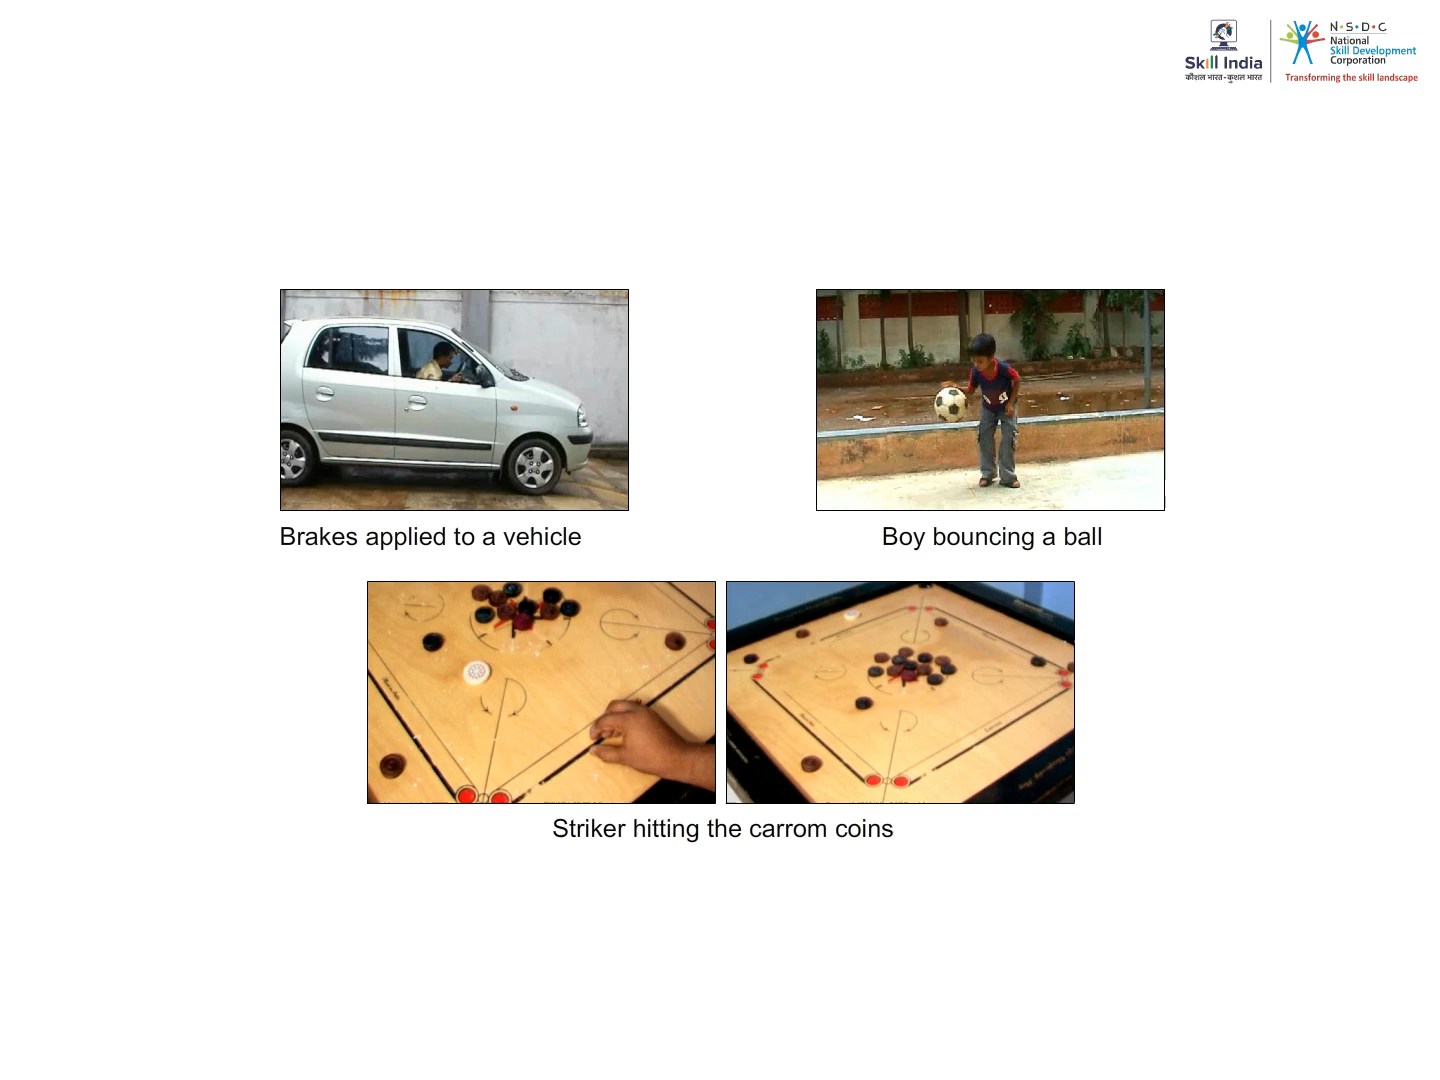 Skill India
कौशल भारत - कुशल भारत
N·S·D·C
National
Skill Development
Corporation
Transforming the skill landscape
Brakes applied to a vehicle
Boy bouncing a ball
Striker hitting the carrom coins